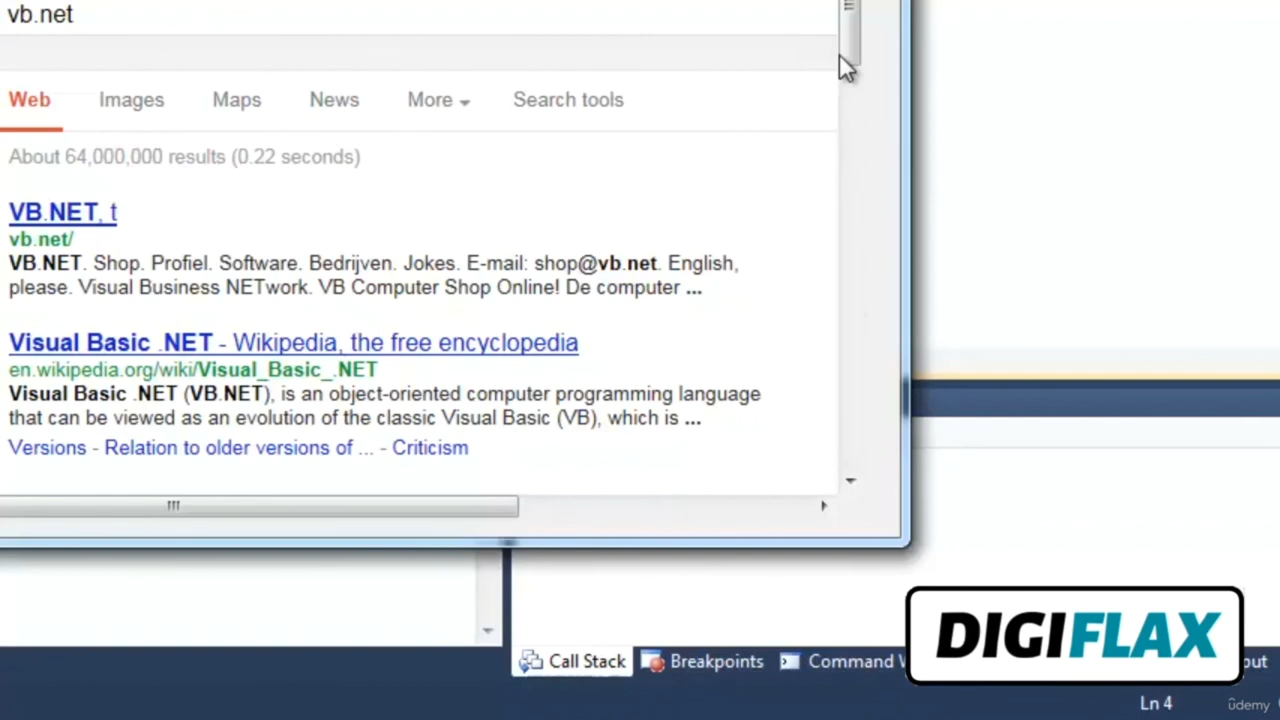 vb.net
Web Images Maps News More Search tools
About 64,000,000 results (0.22 seconds)
VB.NET, t
vb.net/
VB.NET. Shop. Profiel. Software. Bedrijven. Jokes. E-mail: shop@vb.net. English,
please. Visual Business NETwork. VB Computer Shop Online! De computer ...
Visual Basic .NET - Wikipedia, the free encyclopedia
en.wikipedia.org/wiki/Visual_Basic_.NET
Visual Basic .NET (VB.NET), is an object-oriented computer programming language
that can be viewed as an evolution of the classic Visual Basic (VB), which is ...
Versions - Relation to older versions of ... - Criticism
DIGIFLAX
Call Stack Breakpoints Command
Ln 4
ûdemy